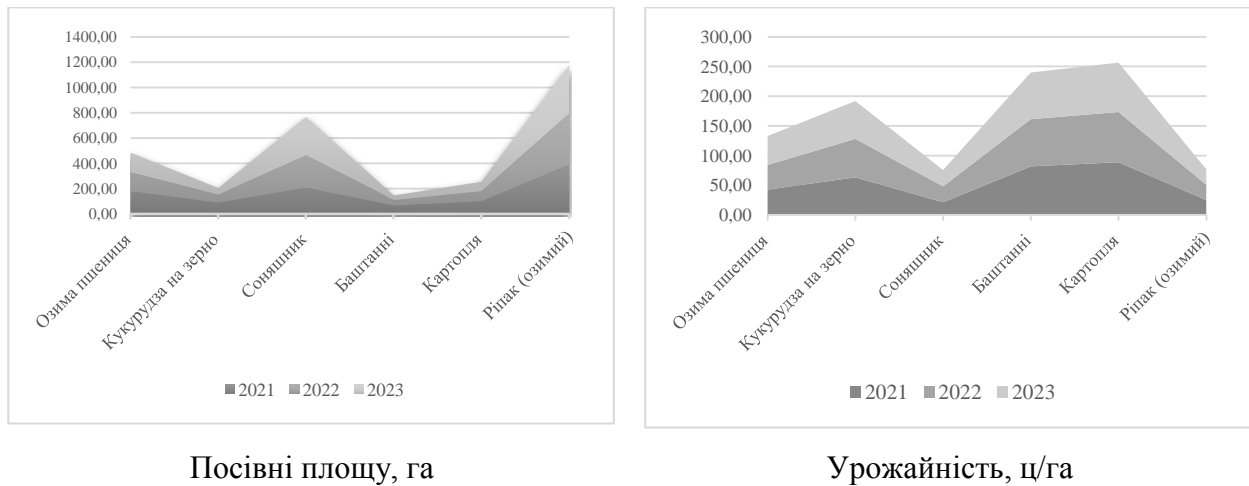 1400,00
1200,00
1000,00
800,00
600,00
400,00
200,00
0,00
Озима пшениця
Кукурудза на зерно
Соняшник
Баштанні
Картопля
Ріпак (озимий)
2021 2022 2023
Посівні площу, га
300,00
250,00
200,00
150,00
100,00
50,00
0,00
Озима пшениця
Кукурудза на зерно
Соняшник
Баштанні
Картопля
Ріпак (озимий)
2021 2022 2023
Урожайність, ц/га